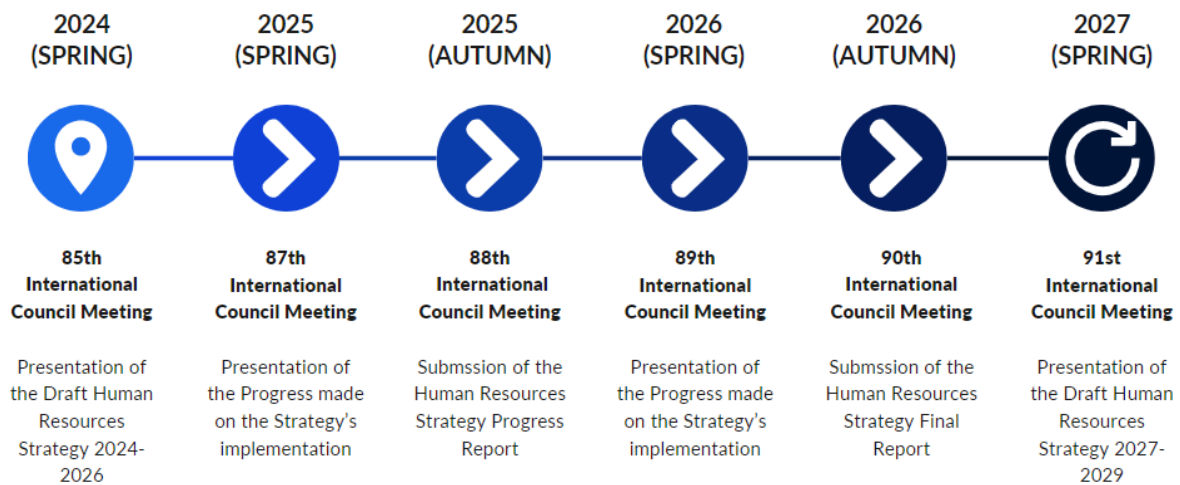 2024
(SPRING)
2025
(SPRING)
2025
(AUTUMN)
2026
(SPRING)
2026
(AUTUMN)
2027
(SPRING)
85th
International
Council Meeting
87th
International
Council Meeting
88th
International
Council Meeting
89th
International
Council Meeting
90th
International
Council Meeting
91st
International
Council Meeting
Presentation of
the Draft Human
Resources
Strategy 2024-
2026
Presentation of
the Progress made
on the Strategy's
implementation
Submssion of the
Human Resources
Strategy Progress
Report
Presentation of
the Progress made
on the Strategy's
implementation
Submssion of the
Human Resources
Strategy Final
Report
Presentation of
the Draft Human
Resources
Strategy 2027-
2029